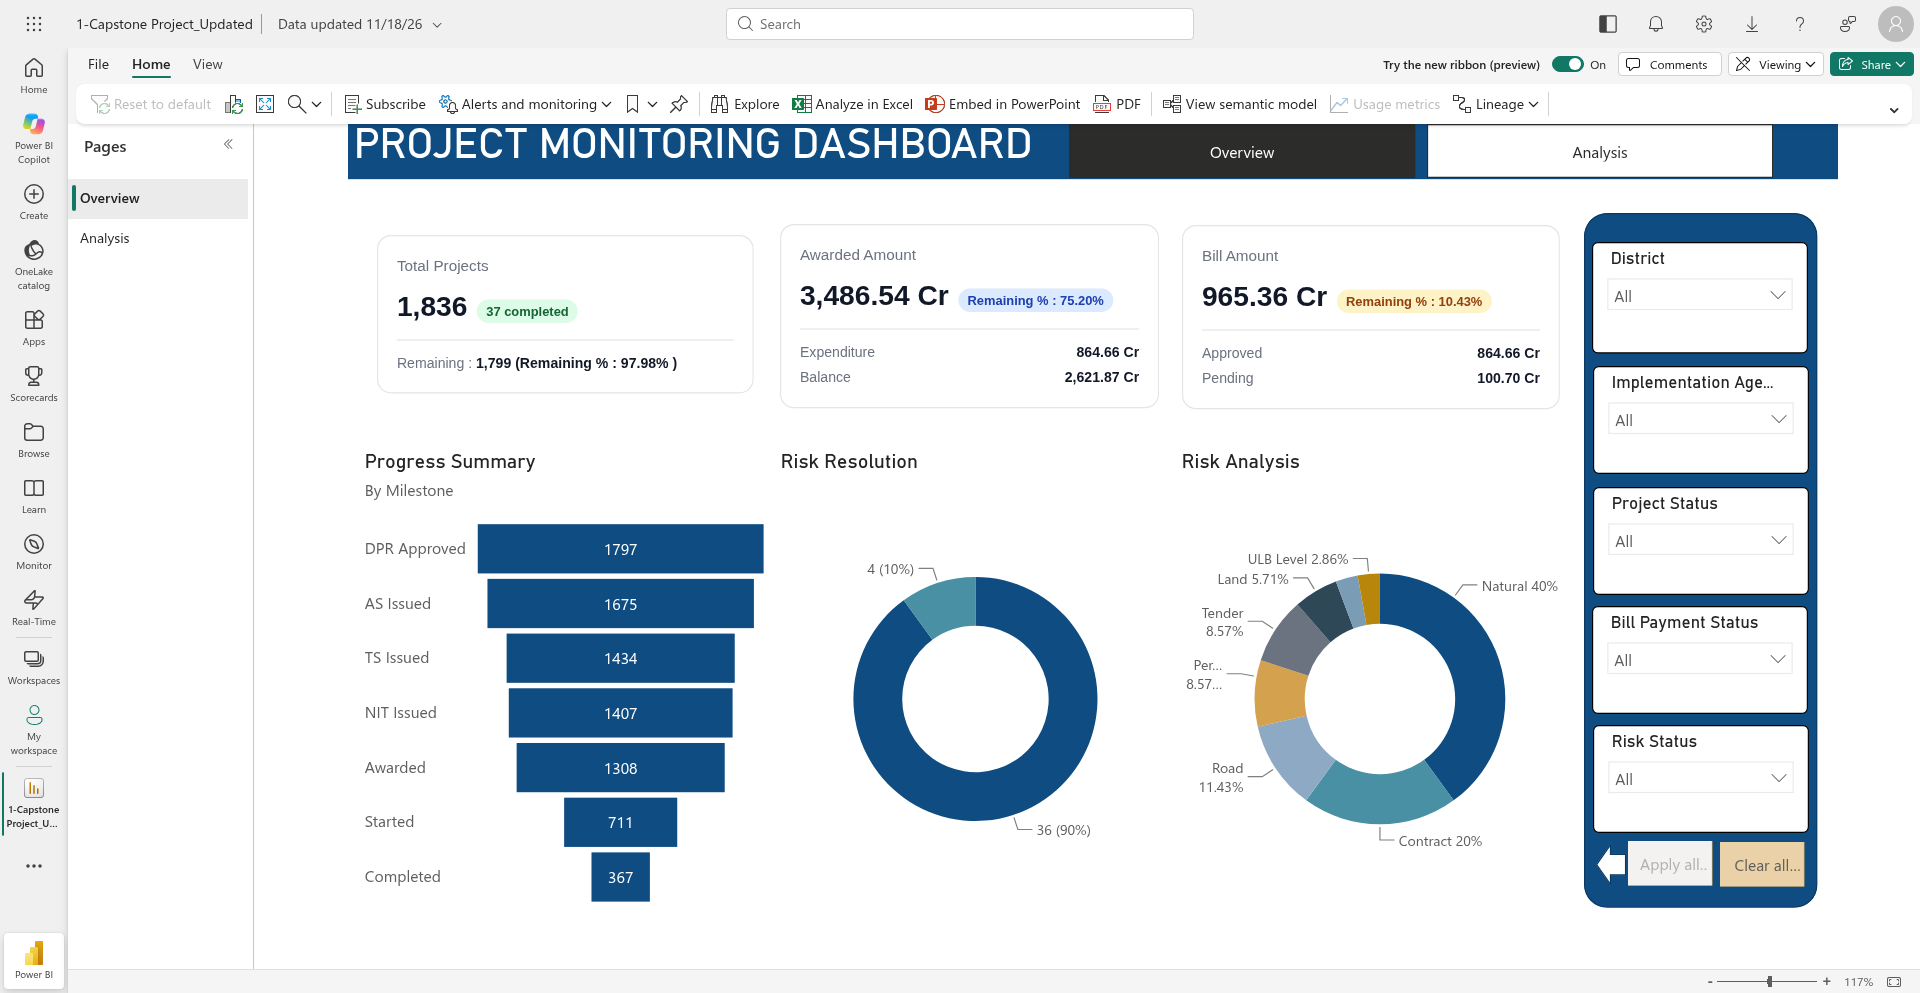 1-Capstone Project_Updated
Data updated 11/18/26
Search
File
Home
View
Try the new ribbon (preview)
On
Comments
Viewing
Share
Reset to default
Subscribe
Alerts and monitoring
Explore
Analyze in Excel
Embed in PowerPoint
PDF
View semantic model
Usage metrics
Lineage
Home
Power BI
Copilot
Create
OneLake
catalog
Apps
Scorecards
Browse
Learn
Monitor
Real-Time
Workspaces
My
workspace
1-Capstone
Project_U...
Power BI
Pages
Overview
Analysis
PROJECT MONITORING DASHBOARD
Overview
Analysis
Total Projects
1,836
37 completed
Remaining : 1,799 (Remaining % : 97.98% )
Awarded Amount
3,486.54 Cr
Remaining % : 75.20%
Expenditure
864.66 Cr
Balance
2,621.87 Cr
Bill Amount
965.36 Cr
Remaining % : 10.43%
Approved
864.66 Cr
Pending
100.70 Cr
Progress Summary
By Milestone
DPR Approved
1797
AS Issued
1675
TS Issued
1434
NIT Issued
1407
Awarded
1308
Started
711
Completed
367
Risk Resolution
4 (10%)
36 (90%)
Risk Analysis
ULB Level 2.86%
Land 5.71%
Tender
8.57%
Per...
8.57...
Road
11.43%
Natural 40%
Contract 20%
District
All
Implementation Age...
All
Project Status
All
Bill Payment Status
All
Risk Status
All
Apply all..
Clear all...
- + 117%